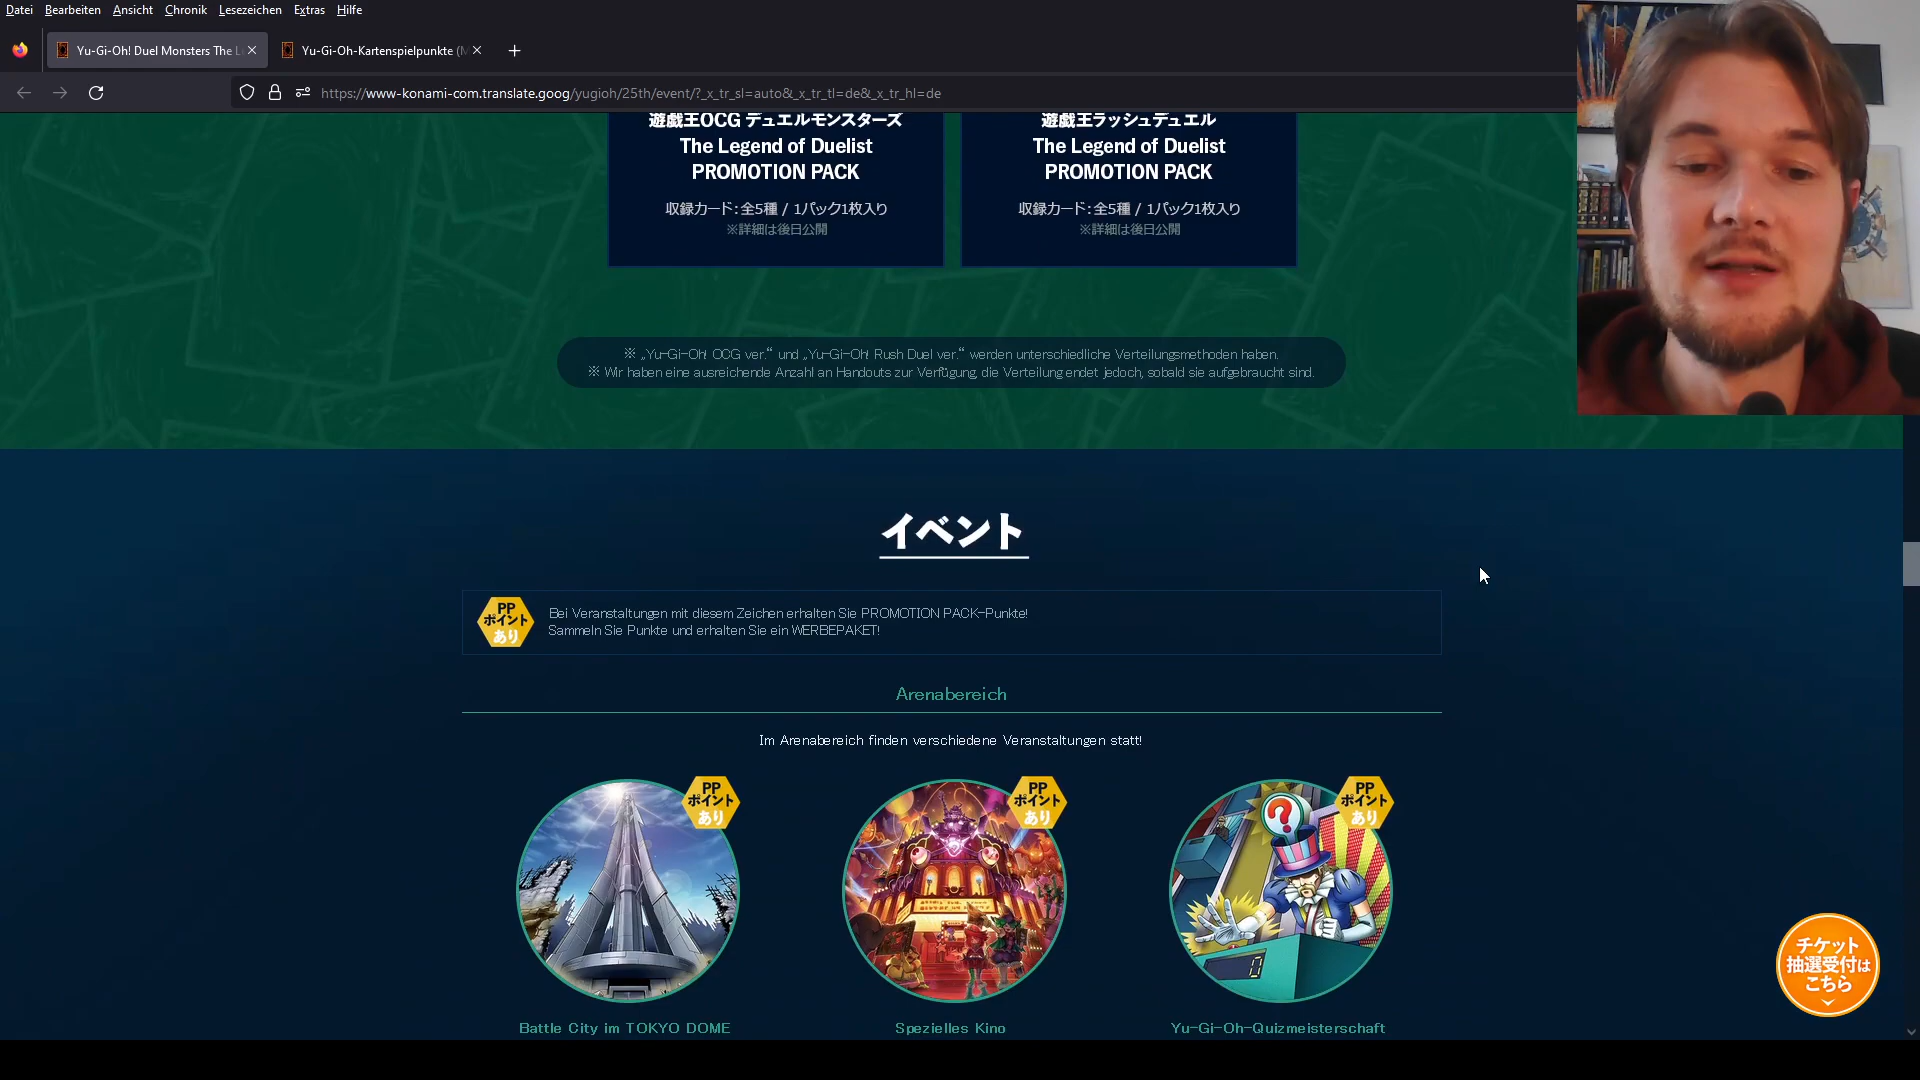 Datei Bearbeiten Ansicht Chronik Lesezeichen Extras Hilfe
Yu-Gi-Oh! Duel Monsters The L
Yu-Gi-Oh-Kartenspielpunkte (M
https://www-konami-com.translate.goog/yugioh/25th/event/?_x_tr_sl=auto&_x_tr_tl=de&_x_tr_hl=de
遊戯王OCG デュエルモンスターズ
The Legend of Duelist
PROMOTION PACK
収録カード：全5種 / 1パック1枚入り
※詳細は後日公開
遊戯王ラッシュデュエル
The Legend of Duelist
PROMOTION PACK
収録カード：全5種 / 1パック1枚入り
※詳細は後日公開
※ „Yu-Gi-Oh! OCG ver.“ und „Yu-Gi-Oh! Rush Duel ver.“ werden unterschiedliche Verteilungsmethoden haben.
※ Wir haben eine ausreichende Anzahl an Handouts zur Verfügung, die Verteilung endet jedoch, sobald sie aufgebraucht sind.
イベント
PP
ポイント
あり
Bei Veranstaltungen mit diesem Zeichen erhalten Sie PROMOTION PACK-Punkte!
Sammeln Sie Punkte und erhalten Sie ein WERBEPAKET!
Arenabereich
Im Arenabereich finden verschiedene Veranstaltungen statt!
PP
ポイント
あり
PP
ポイント
あり
PP
ポイント
あり
?
0
Battle City im TOKYO DOME
Spezielles Kino
Yu-Gi-Oh-Quizmeisterschaft
チケット
抽選受付は
こちら